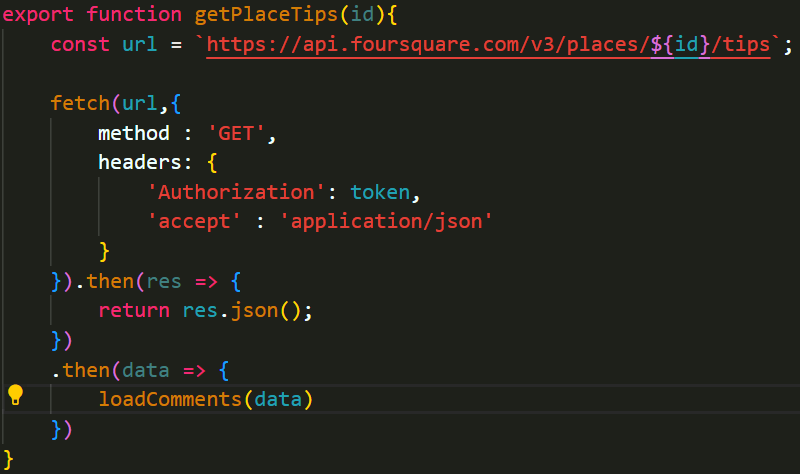 export function getPlaceTips(id){
    const url = `https://api.foursquare.com/v3/places/${id}/tips`;

    fetch(url,{
        method : 'GET',
        headers: {
            'Authorization': token,
            'accept' : 'application/json'
        }
    }).then(res => {
        return res.json();
    })
    .then(data => {
        loadComments(data)
    })
}